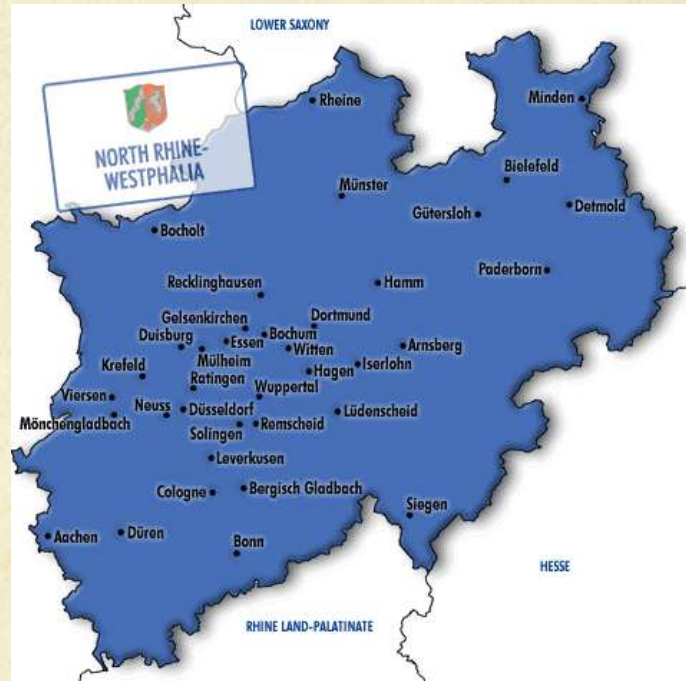 LOWER SAXONY
NORTH RHINE-
WESTPHALIA
Rheine
Minden
Bielefeld
Münster
Detmold
Gütersloh
Bocholt
Paderborn
Recklinghausen
Hamm
Gelsenkirchen
Dortmund
Duisburg
Essen
Bochum
Arnsberg
Mülheim
Witten
Krefeld
Iserlohn
Ratingen
Hagen
Viersen
Wuppertal
Neuss
Düsseldorf
Lüdenscheid
Mönchengladbach
Solingen
Remscheid
Leverkusen
Cologne
Bergisch Gladbach
Siegen
Aachen
Düren
Bonn
HESSE
RHINE LAND-PALATINATE